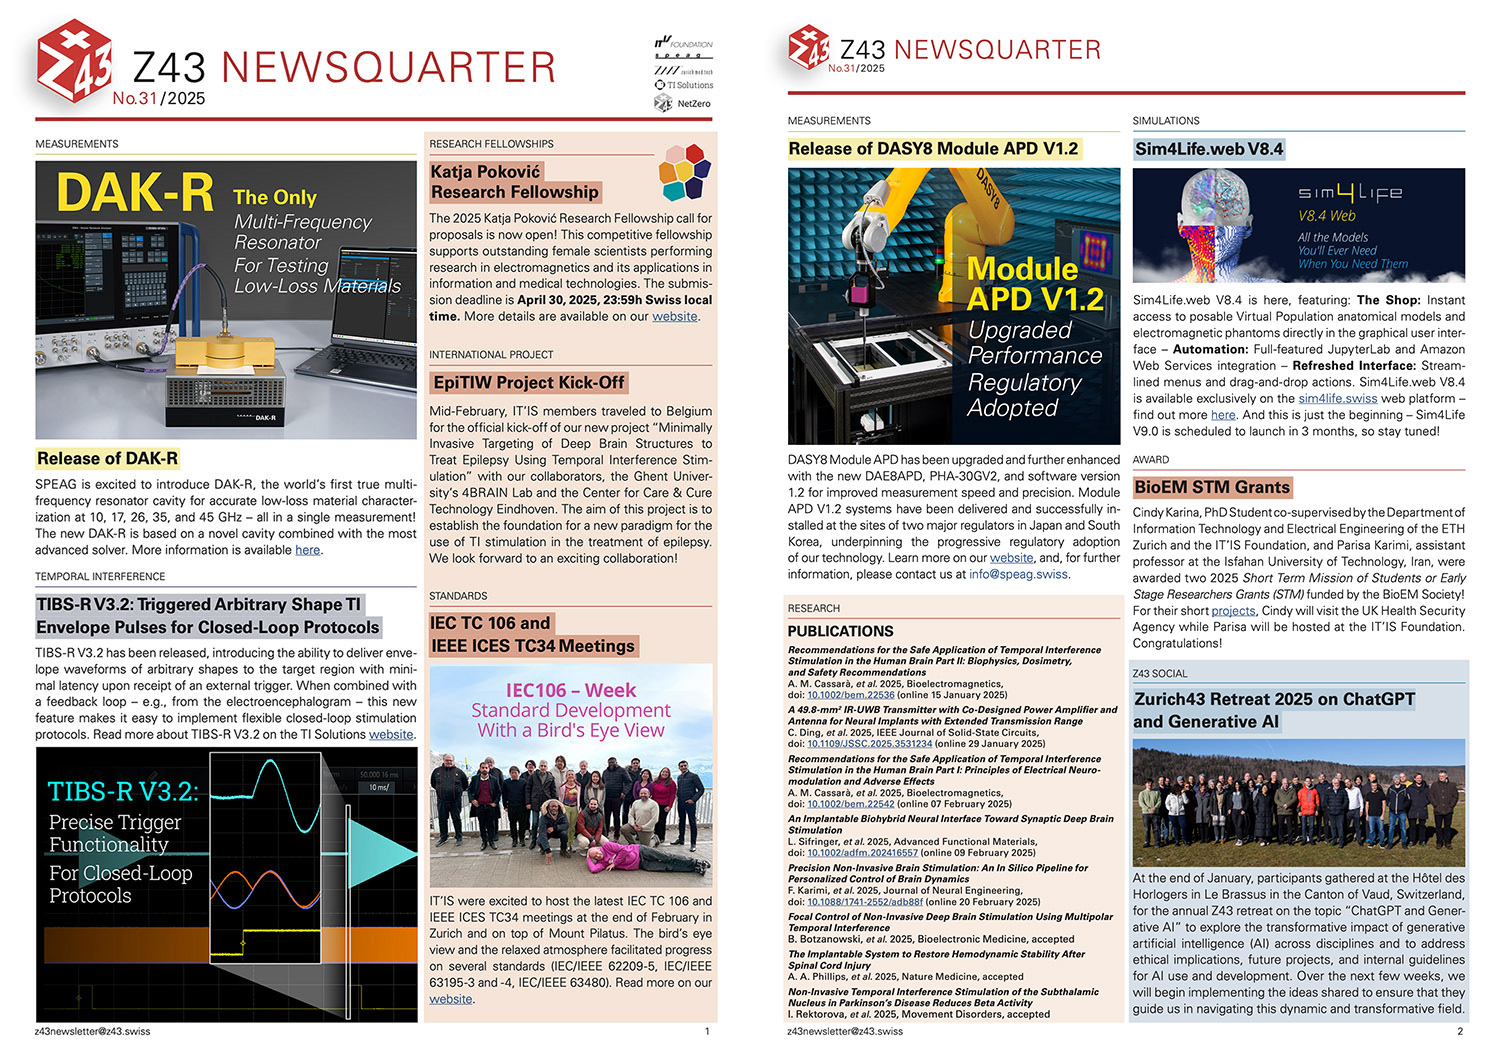 Z43 NEWSQUARTER
No.31/2025
IT'IS FOUNDATION
speag
zurich med tech
TI Solutions
NetZero
MEASUREMENTS
DAK-R
The Only
Multi-Frequency
Resonator
For Testing
Low-Loss Materials
DAK-R
Release of DAK-R
SPEAG is excited to introduce DAK-R, the world's first true multi-
frequency resonator cavity for accurate low-loss material character-
ization at 10, 17, 26, 35, and 45 GHz – all in a single measurement!
The new DAK-R is based on a novel cavity combined with the most
advanced solver. More information is available here.
TEMPORAL INTERFERENCE
TIBS-R V3.2: Triggered Arbitrary Shape TI
Envelope Pulses for Closed-Loop Protocols
TIBS-R V3.2 has been released, introducing the ability to deliver enve-
lope waveforms of arbitrary shapes to the target region with mini-
mal latency upon receipt of an external trigger. When combined with
a feedback loop – e.g., from the electroencephalogram – this new
feature makes it easy to implement flexible closed-loop stimulation
protocols. Read more about TIBS-R V3.2 on the TI Solutions website.
TIBS-R V3.2:
Precise Trigger
Functionality
For Closed-Loop
Protocols
50.000 16 ms
10 ms/
RESEARCH FELLOWSHIPS
Katja Poković
Research Fellowship
The 2025 Katja Poković Research Fellowship call for
proposals is now open! This competitive fellowship
supports outstanding female scientists performing
research in electromagnetics and its applications in
information and medical technologies. The submis-
sion deadline is April 30, 2025, 23:59h Swiss local
time. More details are available on our website.
INTERNATIONAL PROJECT
EpiTIW Project Kick-Off
Mid-February, IT'IS members traveled to Belgium
for the official kick-off of our new project "Minimally
Invasive Targeting of Deep Brain Structures to
Treat Epilepsy Using Temporal Interference Stim-
ulation" with our collaborators, the Ghent Univer-
sity's 4BRAIN Lab and the Center for Care & Cure
Technology Eindhoven. The aim of this project is to
establish the foundation for a new paradigm for the
use of TI stimulation in the treatment of epilepsy.
We look forward to an exciting collaboration!
STANDARDS
IEC TC 106 and
IEEE ICES TC34 Meetings
IEC106 – Week
Standard Development
With a Bird's Eye View
IT'IS were excited to host the latest IEC TC 106 and
IEEE ICES TC34 meetings at the end of February in
Zurich and on top of Mount Pilatus. The bird's eye
view and the relaxed atmosphere facilitated progress
on several standards (IEC/IEEE 62209-5, IEC/IEEE
63195-3 and -4, IEC/IEEE 63480). Read more on our
website.
z43newsletter@z43.swiss
1
Z43 NEWSQUARTER
No.31/2025
MEASUREMENTS
Release of DASY8 Module APD V1.2
DASY8
Module
APD V1.2
Upgraded
Performance
Regulatory
Adopted
DASY8 Module APD has been upgraded and further enhanced
with the new DAE8APD, PHA-30GV2, and software version
1.2 for improved measurement speed and precision. Module
APD V1.2 systems have been delivered and successfully in-
stalled at the sites of two major regulators in Japan and South
Korea, underpinning the progressive regulatory adoption
of our technology. Learn more on our website, and, for further
information, please contact us at info@speag.swiss.
RESEARCH
PUBLICATIONS
Recommendations for the Safe Application of Temporal Interference
Stimulation in the Human Brain Part II: Biophysics, Dosimetry,
and Safety Recommendations
A. M. Cassarà, et al. 2025, Bioelectromagnetics,
doi: 10.1002/bem.22536 (online 15 January 2025)
A 49.8-mm² IR-UWB Transmitter with Co-Designed Power Amplifier and
Antenna for Neural Implants with Extended Transmission Range
C. Ding, et al. 2025, IEEE Journal of Solid-State Circuits,
doi: 10.1109/JSSC.2025.3531234 (online 29 January 2025)
Recommendations for the Safe Application of Temporal Interference
Stimulation in the Human Brain Part I: Principles of Electrical Neuro-
modulation and Adverse Effects
A. M. Cassarà, et al. 2025, Bioelectromagnetics,
doi: 10.1002/bem.22542 (online 07 February 2025)
An Implantable Biohybrid Neural Interface Toward Synaptic Deep Brain
Stimulation
L. Sifringer, et al. 2025, Advanced Functional Materials,
doi: 10.1002/adfm.202416557 (online 09 February 2025)
Precision Non-Invasive Brain Stimulation: An In Silico Pipeline for
Personalized Control of Brain Dynamics
F. Karimi, et al. 2025, Journal of Neural Engineering,
doi: 10.1088/1741-2552/adb88f (online 20 February 2025)
Focal Control of Non-Invasive Deep Brain Stimulation Using Multipolar
Temporal Interference
B. Botzanowski, et al. 2025, Bioelectronic Medicine, accepted
The Implantable System to Restore Hemodynamic Stability After
Spinal Cord Injury
A. A. Phillips, et al. 2025, Nature Medicine, accepted
Non-Invasive Temporal Interference Stimulation of the Subthalamic
Nucleus in Parkinson's Disease Reduces Beta Activity
I. Rektorova, et al. 2025, Movement Disorders, accepted
SIMULATIONS
Sim4Life.web V8.4
sim4life
V8.4 Web
All the Models
You'll Ever Need
When You Need Them
Sim4Life.web V8.4 is here, featuring: The Shop: Instant
access to posable Virtual Population anatomical models and
electromagnetic phantoms directly in the graphical user inter-
face – Automation: Full-featured JupyterLab and Amazon
Web Services integration – Refreshed Interface: Stream-
lined menus and drag-and-drop actions. Sim4Life.web V8.4
is available exclusively on the sim4life.swiss web platform –
find out more here. And this is just the beginning – Sim4Life
V9.0 is scheduled to launch in 3 months, so stay tuned!
AWARD
BioEM STM Grants
Cindy Karina, PhD Student co-supervised by the Department of
Information Technology and Electrical Engineering of the ETH
Zurich and the IT'IS Foundation, and Parisa Karimi, assistant
professor at the Isfahan University of Technology, Iran, were
awarded two 2025 Short Term Mission of Students or Early
Stage Researchers Grants (STM) funded by the BioEM Society!
For their short projects, Cindy will visit the UK Health Security
Agency while Parisa will be hosted at the IT'IS Foundation.
Congratulations!
Z43 SOCIAL
Zurich43 Retreat 2025 on ChatGPT
and Generative AI
At the end of January, participants gathered at the Hôtel des
Horlogers in Le Brassus in the Canton of Vaud, Switzerland,
for the annual Z43 retreat on the topic "ChatGPT and Gener-
ative AI" to explore the transformative impact of generative
artificial intelligence (AI) across disciplines and to address
ethical implications, future projects, and internal guidelines
for AI use and development. Over the next few weeks, we
will begin implementing the ideas shared to ensure that they
guide us in navigating this dynamic and transformative field.
z43newsletter@z43.swiss
2